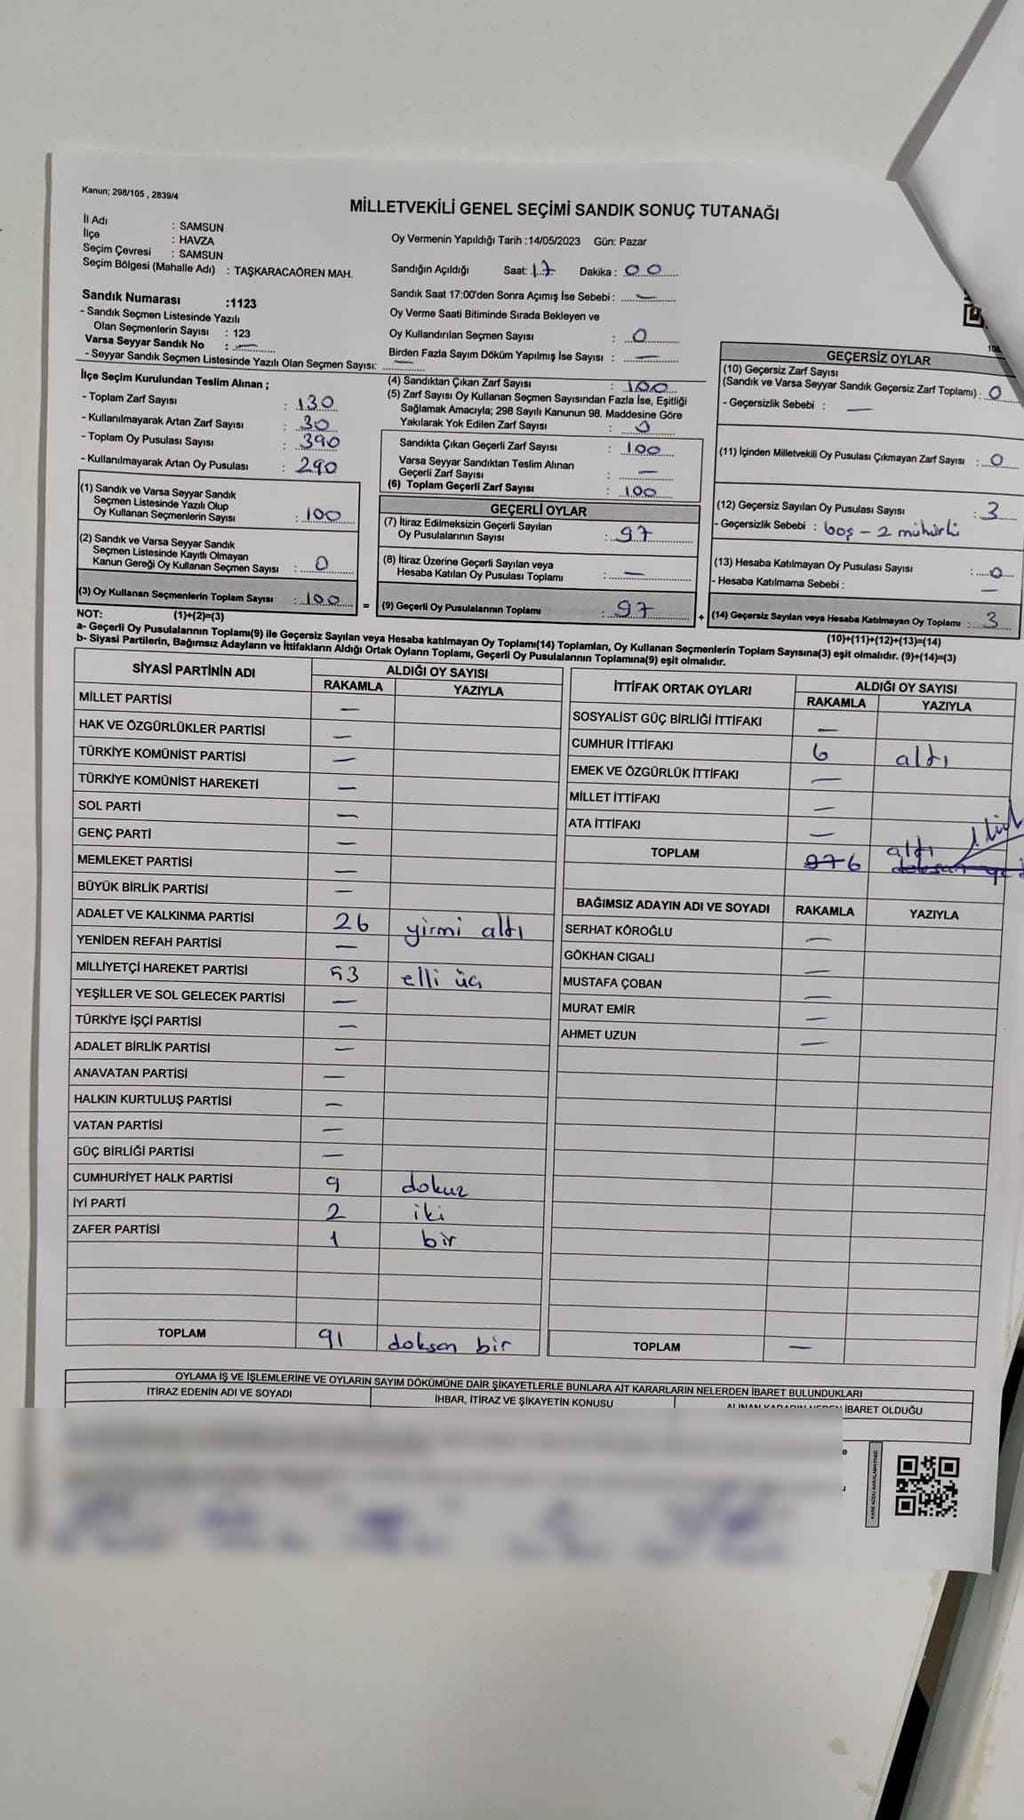 Kanun; 298/105 , 2839/4
MİLLETVEKİLİ GENEL SEÇİMİ SANDIK SONUÇ TUTANAĞI
İl Adı : SAMSUN
İlçe : HAVZA
Seçim Çevresi : SAMSUN
Seçim Bölgesi (Mahalle Adı) : TAŞKARACAÖREN MAH.
Oy Vermenin Yapıldığı Tarih :14/05/2023 Gün: Pazar
Sandığın Açıldığı Saat: 17 Dakika : 00
Sandık Saat 17:00'den Sonra Açımış İse Sebebi : —
Oy Verme Saati Bitiminde Sırada Bekleyen ve
Oy Kullandırılan Seçmen Sayısı : 0
Birden Fazla Sayım Döküm Yapılmış İse Sayısı : —
Sandık Numarası :1123
- Sandık Seçmen Listesinde Yazılı
Olan Seçmenlerin Sayısı : 123
Varsa Seyyar Sandık No : —
- Seyyar Sandık Seçmen Listesinde Yazılı Olan Seçmen Sayısı: —
İlçe Seçim Kurulundan Teslim Alınan ;
- Toplam Zarf Sayısı : 130
- Kullanılmayarak Artan Zarf Sayısı : 30
- Toplam Oy Pusulası Sayısı : 390
- Kullanılmayarak Artan Oy Pusulası : 290
(1) Sandık ve Varsa Seyyar Sandık
Seçmen Listesinde Yazılı Olup
Oy Kullanan Seçmenlerin Sayısı : 100
(2) Sandık ve Varsa Seyyar Sandık
Seçmen Listesinde Kayıtlı Olmayan
Kanun Gereği Oy Kullanan Seçmen Sayısı : 0
(3) Oy Kullanan Seçmenlerin Toplam Sayısı : 100
(4) Sandıktan Çıkan Zarf Sayısı : 100
(5) Zarf Sayısı Oy Kullanan Seçmen Sayısından Fazla İse, Eşitliği
Sağlamak Amacıyla; 298 Sayılı Kanunun 98. Maddesine Göre
Yakılarak Yok Edilen Zarf Sayısı : 0
Sandıkta Çıkan Geçerli Zarf Sayısı : 100
Varsa Seyyar Sandıktan Teslim Alınan
Geçerli Zarf Sayısı : —
(6) Toplam Geçerli Zarf Sayısı : 100
GEÇERLİ OYLAR
(7) İtiraz Edilmeksizin Geçerli Sayılan
Oy Pusulalarının Sayısı : 97
(8) İtiraz Üzerine Geçerli Sayılan veya
Hesaba Katılan Oy Pusulası Toplamı : —
= (9) Geçerli Oy Pusulalarının Toplamı : 97
GEÇERSİZ OYLAR
(10) Geçersiz Zarf Sayısı
(Sandık ve Varsa Seyyar Sandık Geçersiz Zarf Toplamı) : 0
- Geçersizlik Sebebi : —
(11) İçinden Milletvekili Oy Pusulası Çıkmayan Zarf Sayısı : 0
(12) Geçersiz Sayılan Oy Pusulası Sayısı : 3
- Geçersizlik Sebebi : boş - 2 mühürlü
(13) Hesaba Katılmayan Oy Pusulası Sayısı : 0
- Hesaba Katılmama Sebebi : —
+ (14) Geçersiz Sayılan veya Hesaba Katılmayan Oy Toplamı : 3
NOT: (1)+(2)=(3)
(10)+(11)+(12)+(13)=(14)
a- Geçerli Oy Pusulalarının Toplamı(9) ile Geçersiz Sayılan veya Hesaba katılmayan Oy Toplamı(14) Toplamları, Oy Kullanan Seçmenlerin Toplam Sayısına(3) eşit olmalıdır. (9)+(14)=(3)
b- Siyasi Partilerin, Bağımsız Adayların ve İttifakların Aldığı Ortak Oyların Toplamı, Geçerli Oy Pusulalarının Toplamına(9) eşit olmalıdır.
SİYASİ PARTİNİN ADI ALDIĞI OY SAYISI
RAKAMLA YAZIYLA
MİLLET PARTİSİ —
HAK VE ÖZGÜRLÜKLER PARTİSİ —
TÜRKİYE KOMÜNİST PARTİSİ —
TÜRKİYE KOMÜNİST HAREKETİ —
SOL PARTİ —
GENÇ PARTİ —
MEMLEKET PARTİSİ —
BÜYÜK BİRLİK PARTİSİ —
ADALET VE KALKINMA PARTİSİ 26 yirmi altı
YENİDEN REFAH PARTİSİ —
MİLLİYETÇİ HAREKET PARTİSİ 53 elli üç
YEŞİLLER VE SOL GELECEK PARTİSİ —
TÜRKİYE İŞÇİ PARTİSİ —
ADALET BİRLİK PARTİSİ —
ANAVATAN PARTİSİ —
HALKIN KURTULUŞ PARTİSİ —
VATAN PARTİSİ —
GÜÇ BİRLİĞİ PARTİSİ —
CUMHURİYET HALK PARTİSİ 9 dokuz
İYİ PARTİ 2 iki
ZAFER PARTİSİ 1 bir
TOPLAM 91 doksan bir
İTTİFAK ORTAK OYLARI ALDIĞI OY SAYISI
RAKAMLA YAZIYLA
SOSYALİST GÜÇ BİRLİĞİ İTTİFAKI —
CUMHUR İTTİFAKI 6 altı
EMEK VE ÖZGÜRLÜK İTTİFAKI —
MİLLET İTTİFAKI —
ATA İTTİFAKI —
TOPLAM 97 6 altı
BAĞIMSIZ ADAYIN ADI VE SOYADI RAKAMLA YAZIYLA
SERHAT KÖROĞLU —
GÖKHAN CIGALI —
MUSTAFA ÇOBAN —
MURAT EMİR —
AHMET UZUN —
TOPLAM —
OYLAMA İŞ VE İŞLEMLERİNE VE OYLARIN SAYIM DÖKÜMÜNE DAİR ŞİKAYETLERLE BUNLARA AİT KARARLARIN NELERDEN İBARET BULUNDUKLARI
İTİRAZ EDENİN ADI VE SOYADI İHBAR, İTİRAZ VE ŞİKAYETİN KONUSU ALINAN KARARIN NEDEN İBARET OLDUĞU